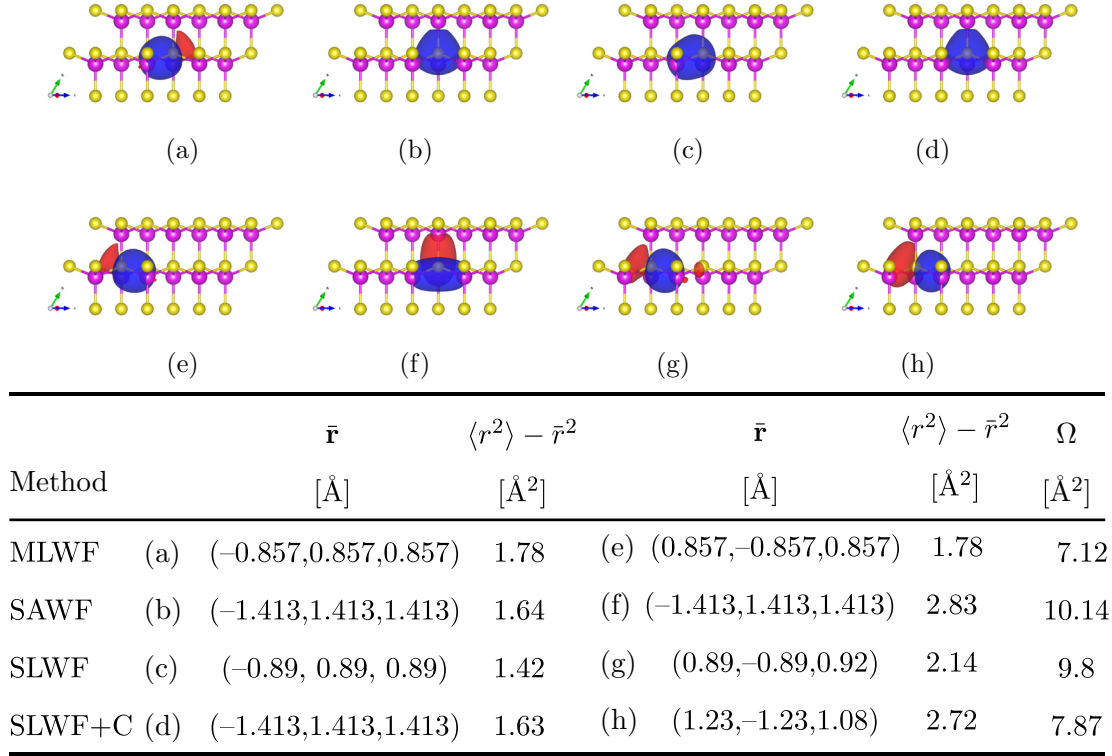 (a) (b) (c) (d)
(e) (f) (g) (h)
r̄ ⟨r²⟩ − r̄² r̄ ⟨r²⟩ − r̄² Ω
Method [Å] [Å²] [Å] [Å²] [Å²]
MLWF (a) (–0.857,0.857,0.857) 1.78 (e) (0.857,–0.857,0.857) 1.78 7.12
SAWF (b) (–1.413,1.413,1.413) 1.64 (f) (–1.413,1.413,1.413) 2.83 10.14
SLWF (c) (–0.89, 0.89, 0.89) 1.42 (g) (0.89,–0.89,0.92) 2.14 9.8
SLWF+C (d) (–1.413,1.413,1.413) 1.63 (h) (1.23,–1.23,1.08) 2.72 7.87